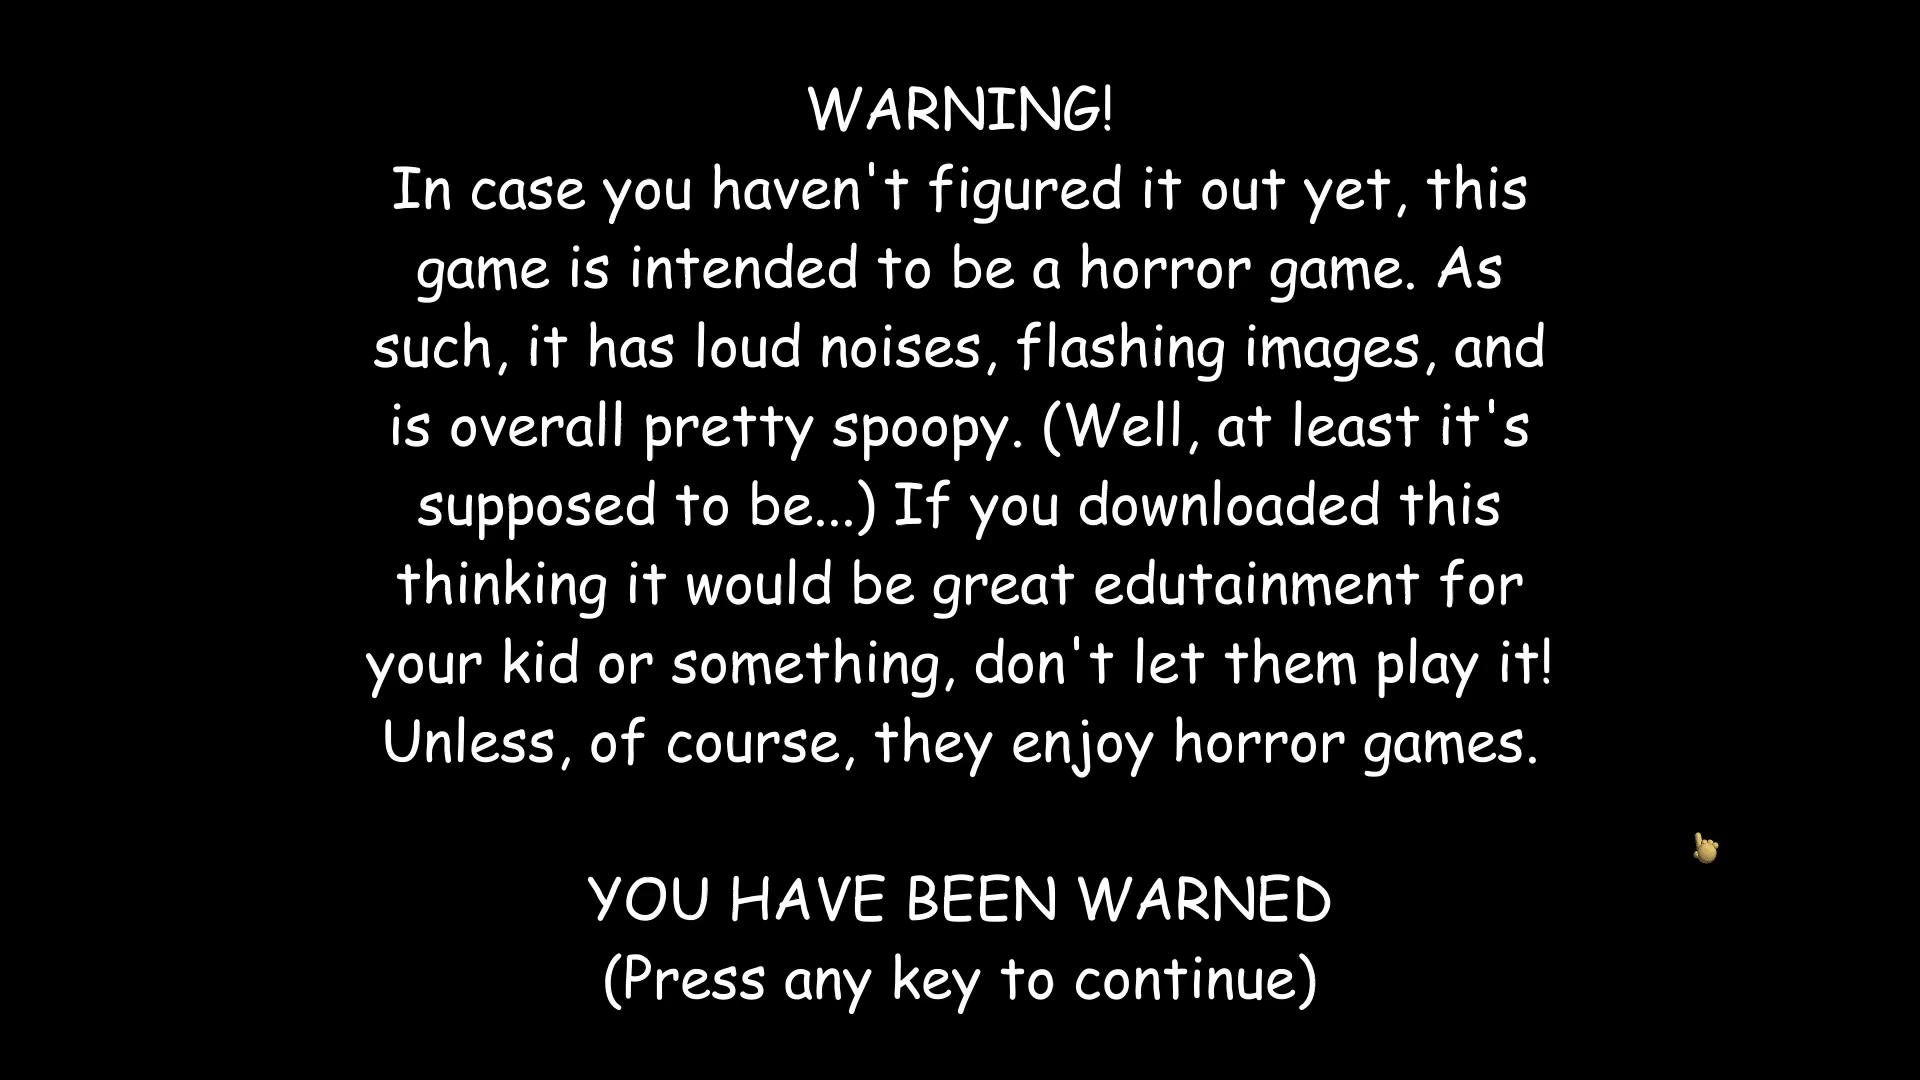 WARNING!
In case you haven't figured it out yet, this
game is intended to be a horror game. As
such, it has loud noises, flashing images, and
is overall pretty spoopy. (Well, at least it's
supposed to be...) If you downloaded this
thinking it would be great edutainment for
your kid or something, don't let them play it!
Unless, of course, they enjoy horror games.
YOU HAVE BEEN WARNED
(Press any key to continue)